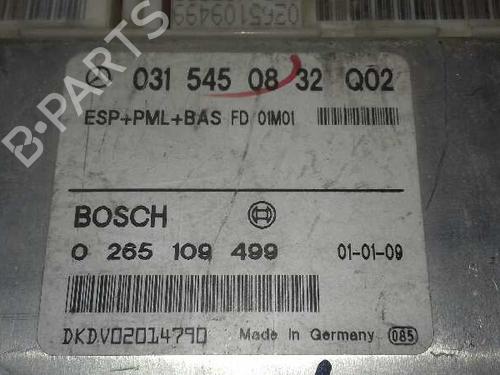 0265109499
031 545 08 32 Q02
ESP+PML+BAS FD 01M01
BOSCH
0 265 109 499 01-01-09
DKDV02014790 Made in Germany 085
B-PARTS